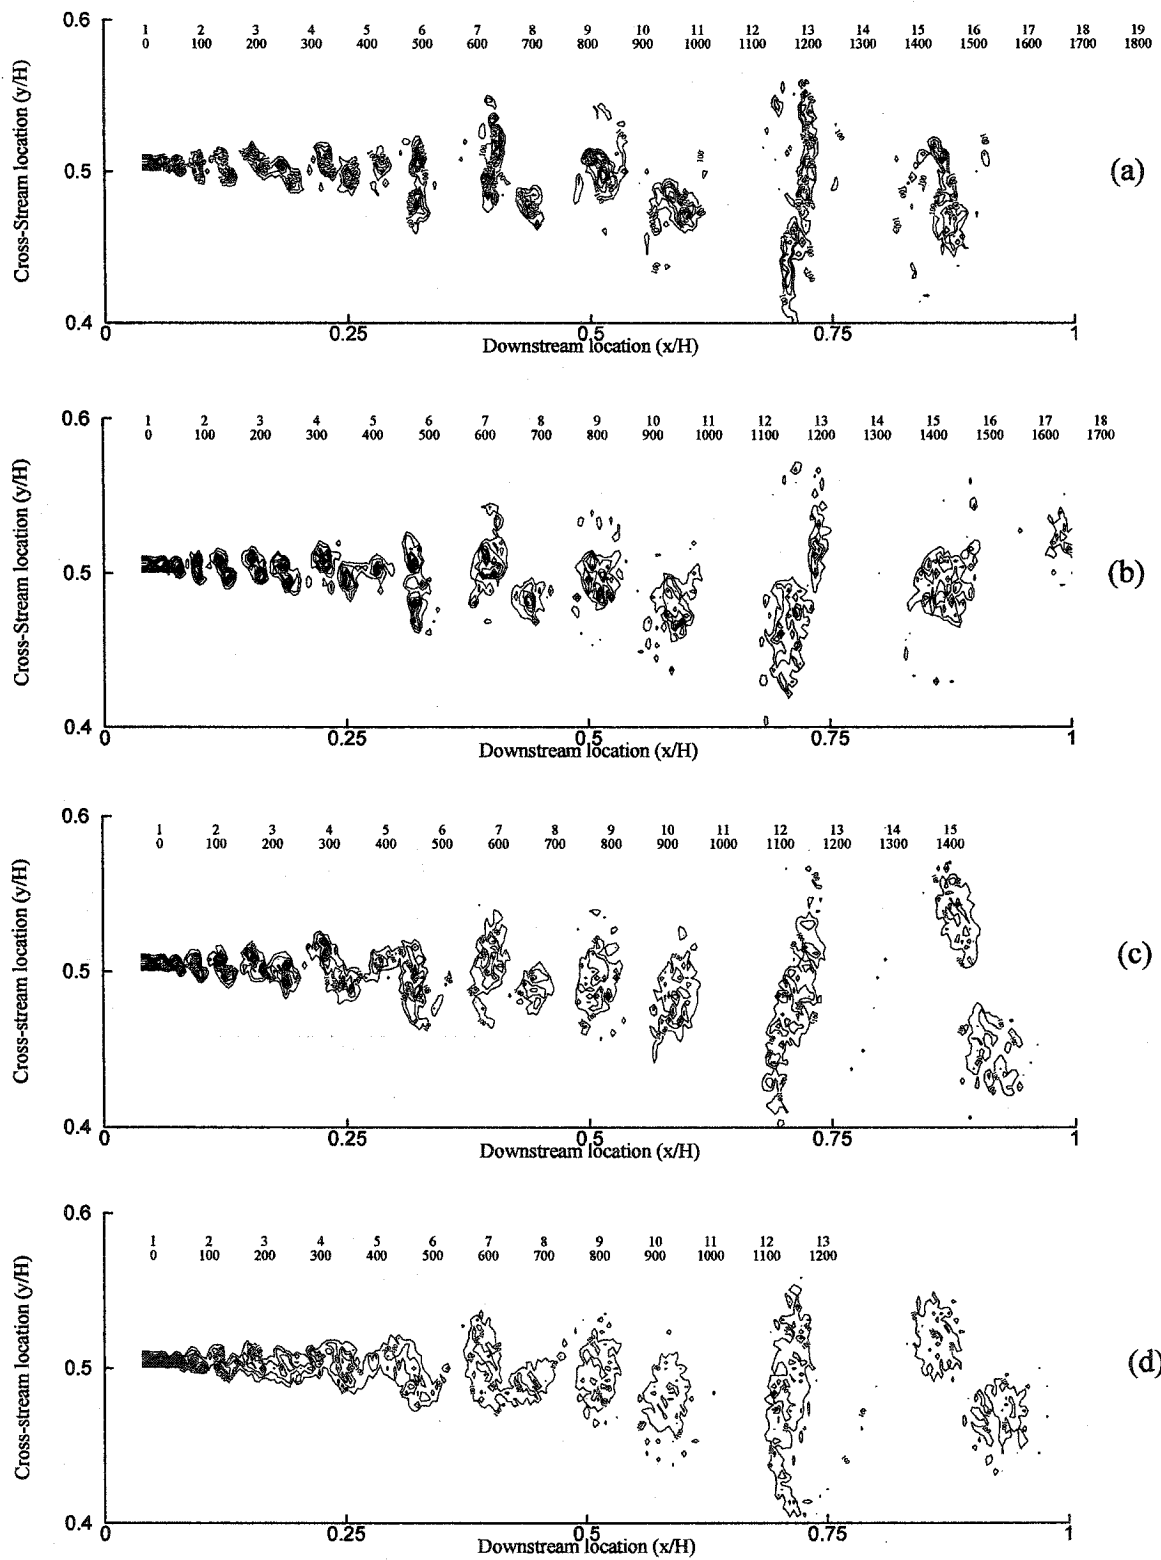 0.6
1 2 3 4 5 6 7 8 9 10 11 12 13 14 15 16 17 18 19
0 100 200 300 400 500 600 700 800 900 1000 1100 1200 1300 1400 1500 1600 1700 1800
Cross-Stream location (y/H)
0.5
(a)
0.4
0 0.25 0.5 0.75 1
Downstream location (x/H)
0.6
1 2 3 4 5 6 7 8 9 10 11 12 13 14 15 16 17 18
0 100 200 300 400 500 600 700 800 900 1000 1100 1200 1300 1400 1500 1600 1700
Cross-Stream location (y/H)
0.5
(b)
0.4
0 0.25 0.5 0.75 1
Downstream location (x/H)
0.6
1 2 3 4 5 6 7 8 9 10 11 12 13 14 15
0 100 200 300 400 500 600 700 800 900 1000 1100 1200 1300 1400
Cross-stream location (y/H)
0.5
(c)
0.4
0 0.25 0.5 0.75 1
Downstream location (x/H)
0.6
1 2 3 4 5 6 7 8 9 10 11 12 13
0 100 200 300 400 500 600 700 800 900 1000 1100 1200
Cross-stream location (y/H)
0.5
(d)
0.4
0 0.25 0.5 0.75 1
Downstream location (x/H)